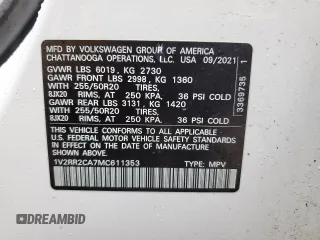 MFD. BY VOLKSWAGEN GROUP OF AMERICA
CHATTANOOGA OPERATIONS, LLC. USA 09/2021
GVWR LBS 6019, KG 2730
GAWR FRONT LBS 2998, KG 1360
WITH 255/50R20 TIRES,
8JX20 RIMS, AT 250 KPA, 36 PSI COLD
GAWR REAR LBS 3131, KG 1420
WITH 255/50R20 TIRES,
8JX20 RIMS, AT 250 KPA, 36 PSI COLD
THIS VEHICLE CONFORMS TO ALL APPLICABLE
U.S. FEDERAL MOTOR VEHICLE SAFETY STANDARDS
IN EFFECT ON THE DATE OF MANUFACTURE
SHOWN ABOVE.
1V2RR2CA7MC611353 TYPE: MPV
3369735 1